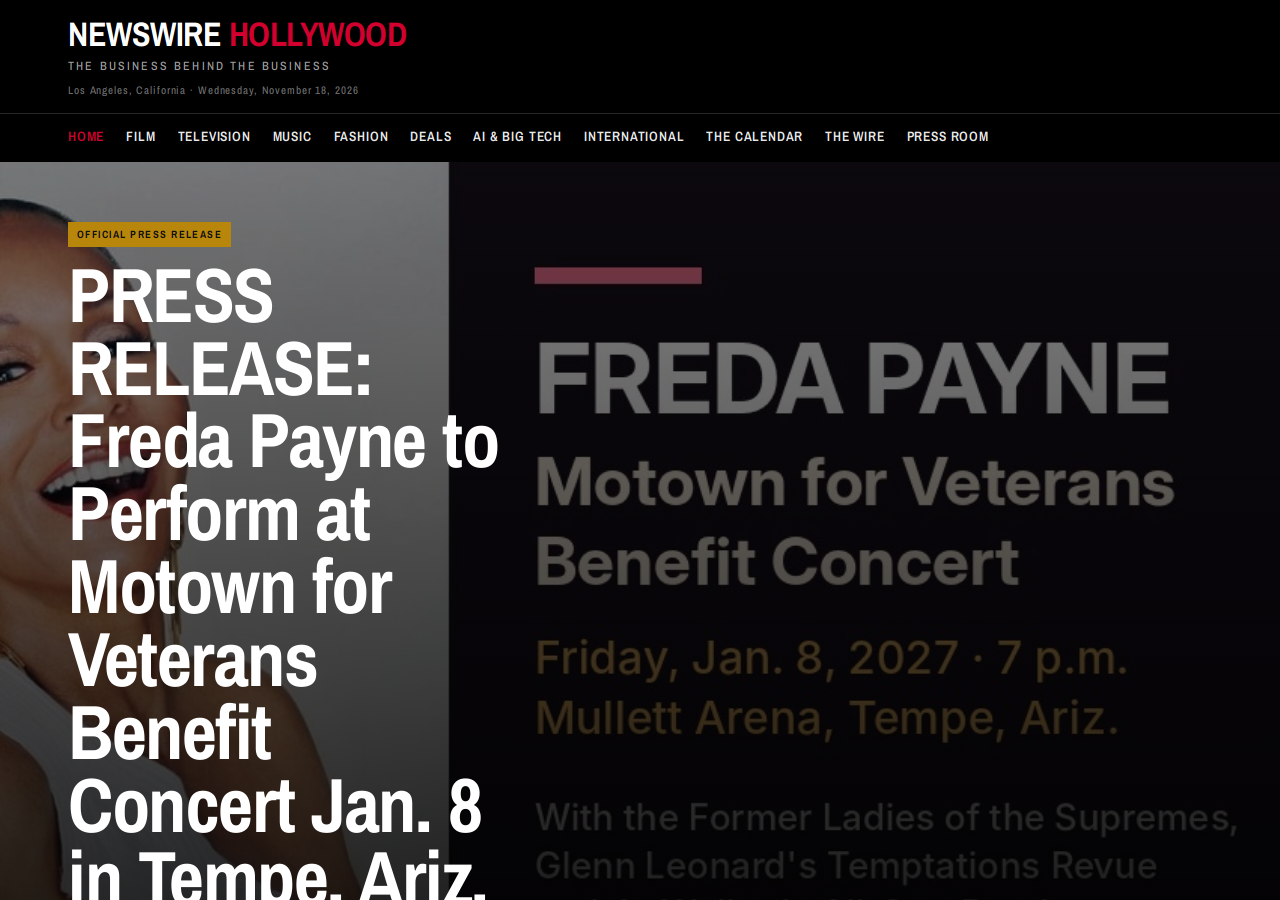 NEWSWIRE HOLLYWOOD
THE BUSINESS BEHIND THE BUSINESS
Los Angeles, California · Wednesday, November 18, 2026
HOME FILM TELEVISION MUSIC FASHION DEALS AI & BIG TECH INTERNATIONAL THE CALENDAR THE WIRE PRESS ROOM
OFFICIAL PRESS RELEASE
PRESS
RELEASE:
Freda Payne to
Perform at
Motown for
Veterans
Benefit
Concert Jan. 8
in Tempe, Ariz.
FREDA PAYNE
Motown for Veterans
Benefit Concert
Friday, Jan. 8, 2027 · 7 p.m.
Mullett Arena, Tempe, Ariz.
With the Former Ladies of the Supremes,
Glenn Leonard's Temptations Revue